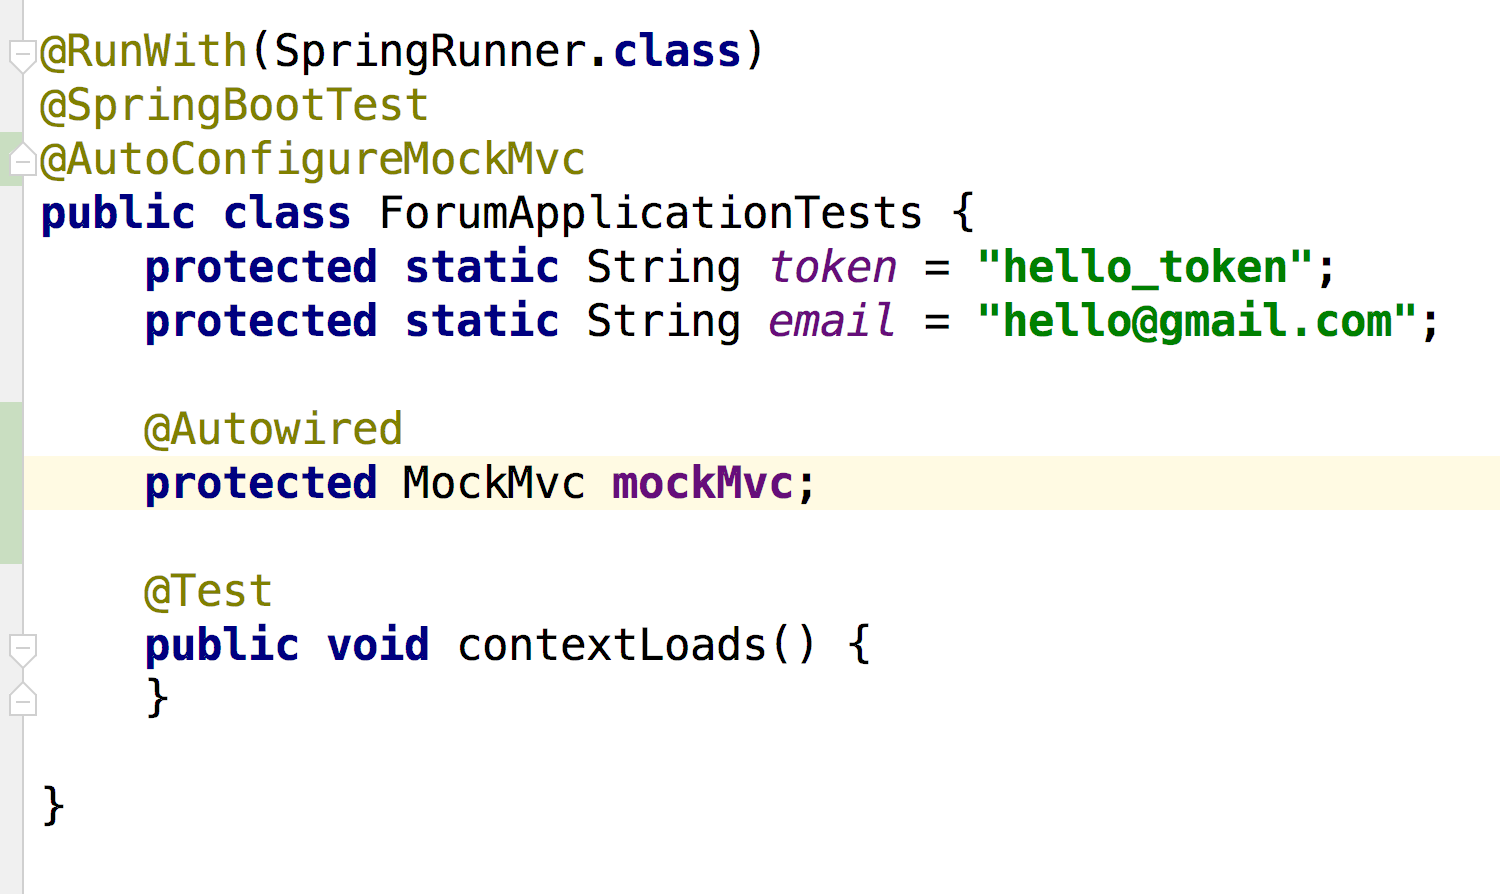 @RunWith(SpringRunner.class)
@SpringBootTest
@AutoConfigureMockMvc
public class ForumApplicationTests {
    protected static String token = "hello_token";
    protected static String email = "hello@gmail.com";

    @Autowired
    protected MockMvc mockMvc;

    @Test
    public void contextLoads() {
    }

}